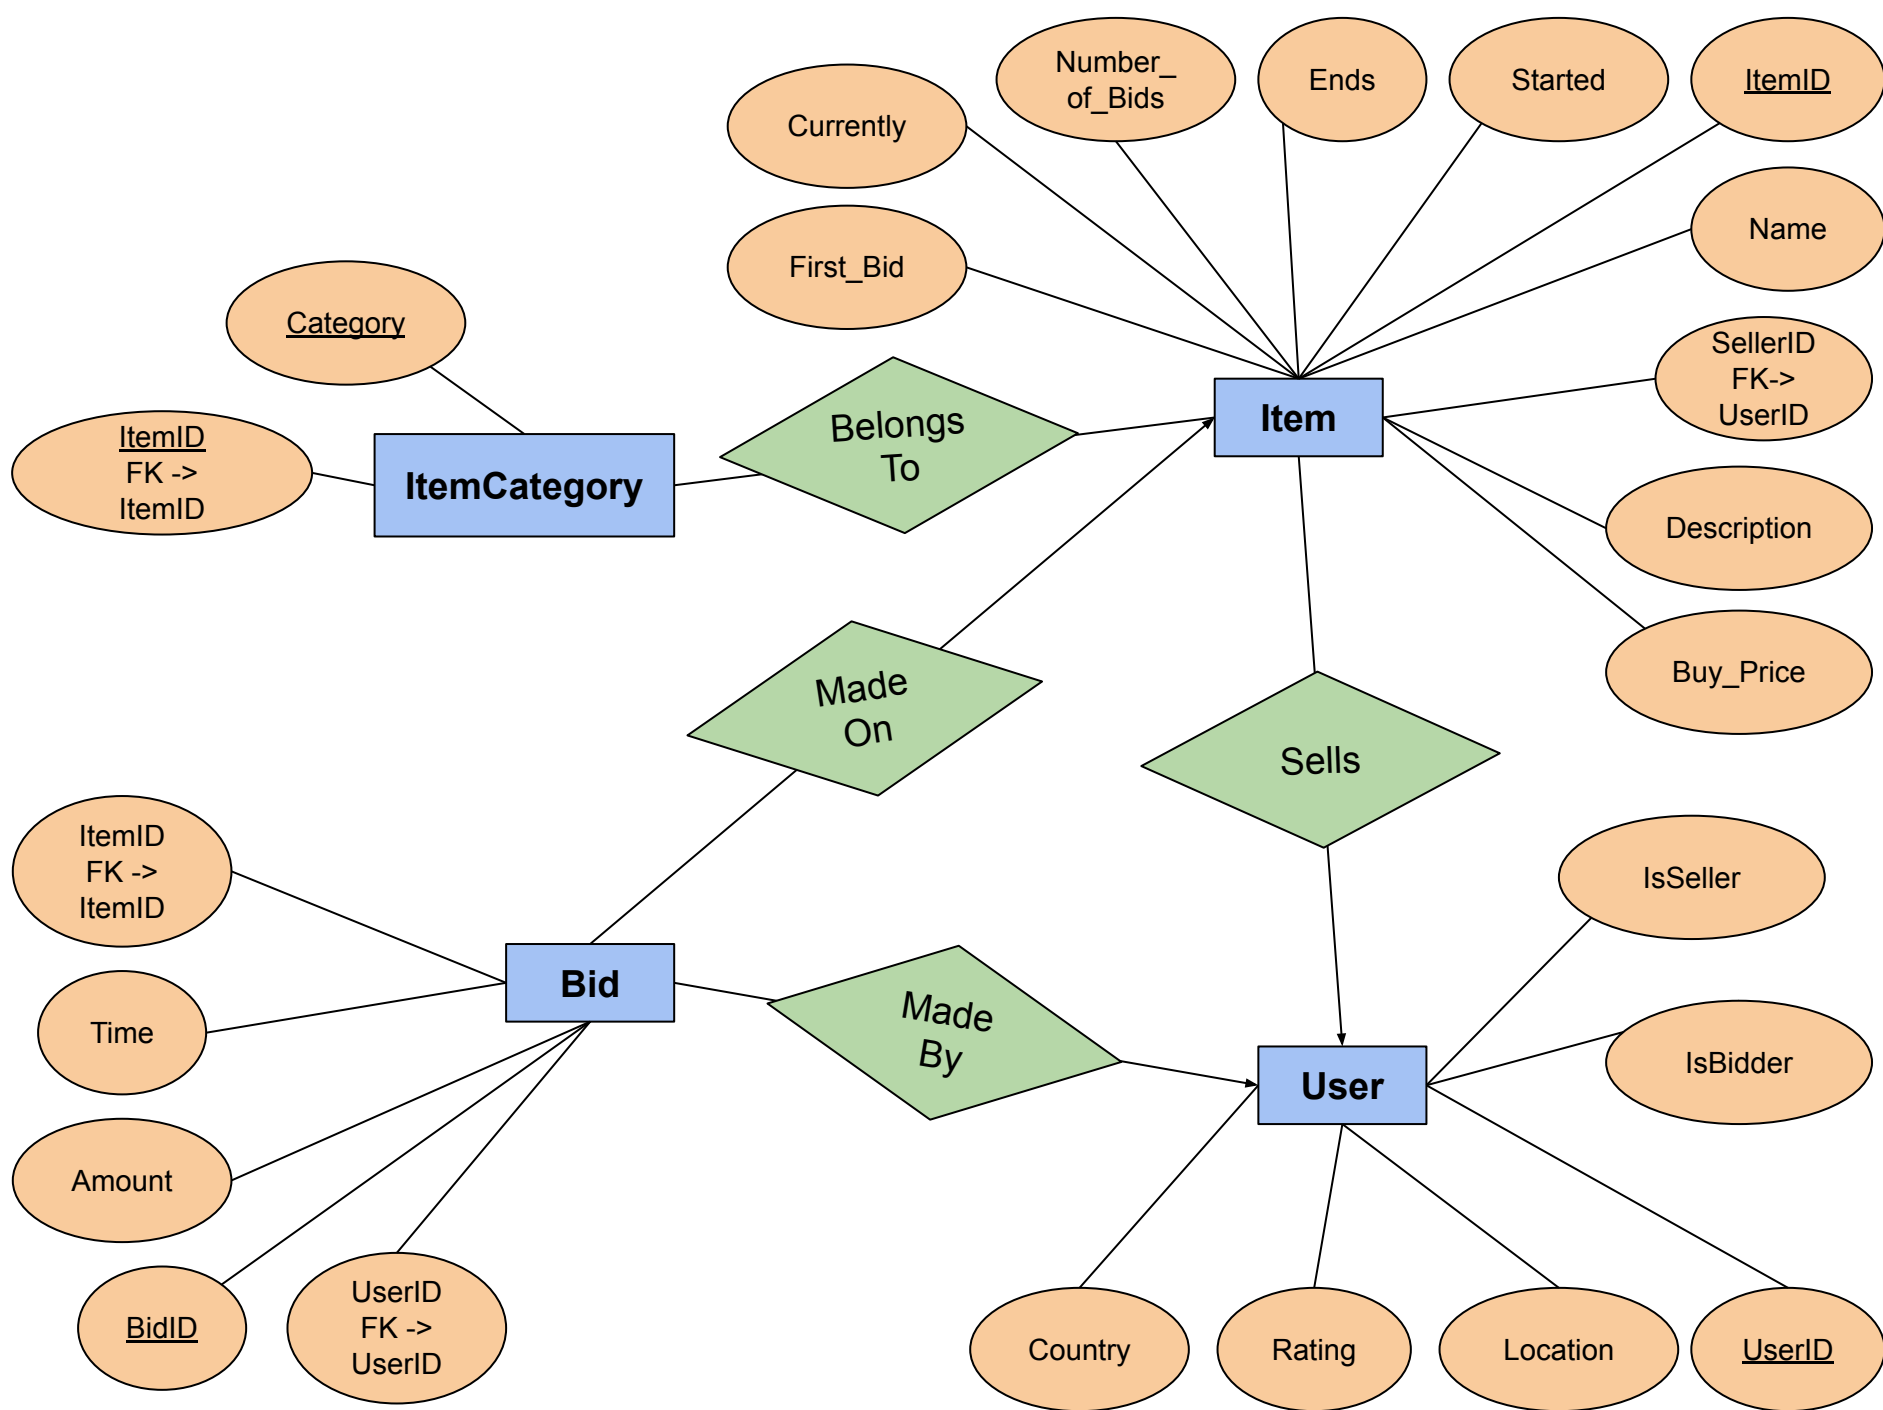 Number_
of_Bids
Ends
Started
ItemID
Currently
Name
First_Bid
Category
SellerID
FK->
UserID
Belongs
To
Item
ItemID
FK ->
ItemID
ItemCategory
Description
Made
On
Buy_Price
Sells
ItemID
FK ->
ItemID
IsSeller
Bid
Time
Made
By
IsBidder
User
Amount
BidID
UserID
FK ->
UserID
Country
Rating
Location
UserID